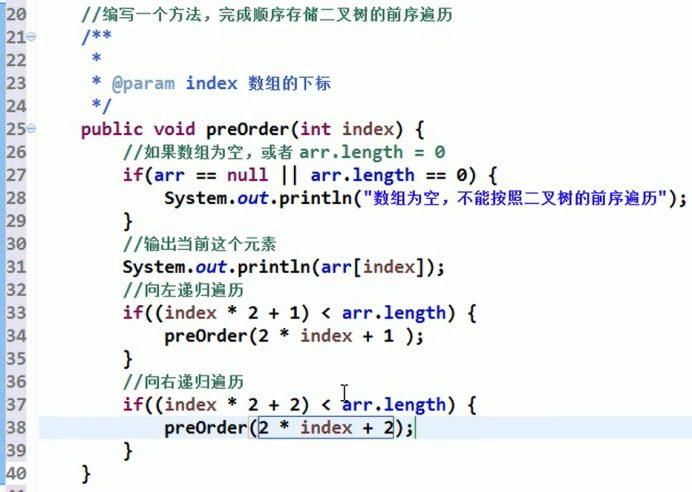 20 //编写一个方法，完成顺序存储二叉树的前序遍历
21 /**
22 *
23 * @param index 数组的下标
24 */
25 public void preOrder(int index) {
26 //如果数组为空，或者 arr.length = 0
27 if(arr == null || arr.length == 0) {
28 System.out.println("数组为空，不能按照二叉树的前序遍历");
29 }
30 //输出当前这个元素
31 System.out.println(arr[index]);
32 //向左递归遍历
33 if((index * 2 + 1) < arr.length) {
34 preOrder(2 * index + 1 );
35 }
36 //向右递归遍历
37 if((index * 2 + 2) < arr.length) {
38 preOrder(2 * index + 2);
39 }
40 }